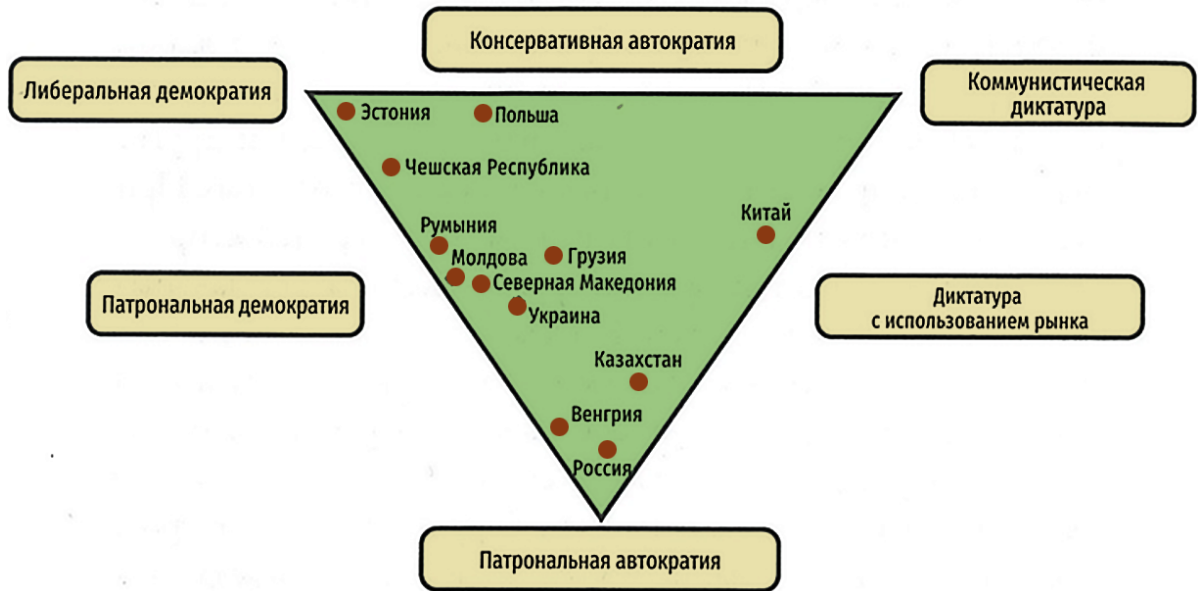 Консервативная автократия
Либеральная демократия
Коммунистическая
диктатура
Эстония
Польша
Чешская Республика
Китай
Румыния
Молдова
Грузия
Северная Македония
Патрональная демократия
Диктатура
с использованием рынка
Украина
Казахстан
Венгрия
Россия
Патрональная автократия